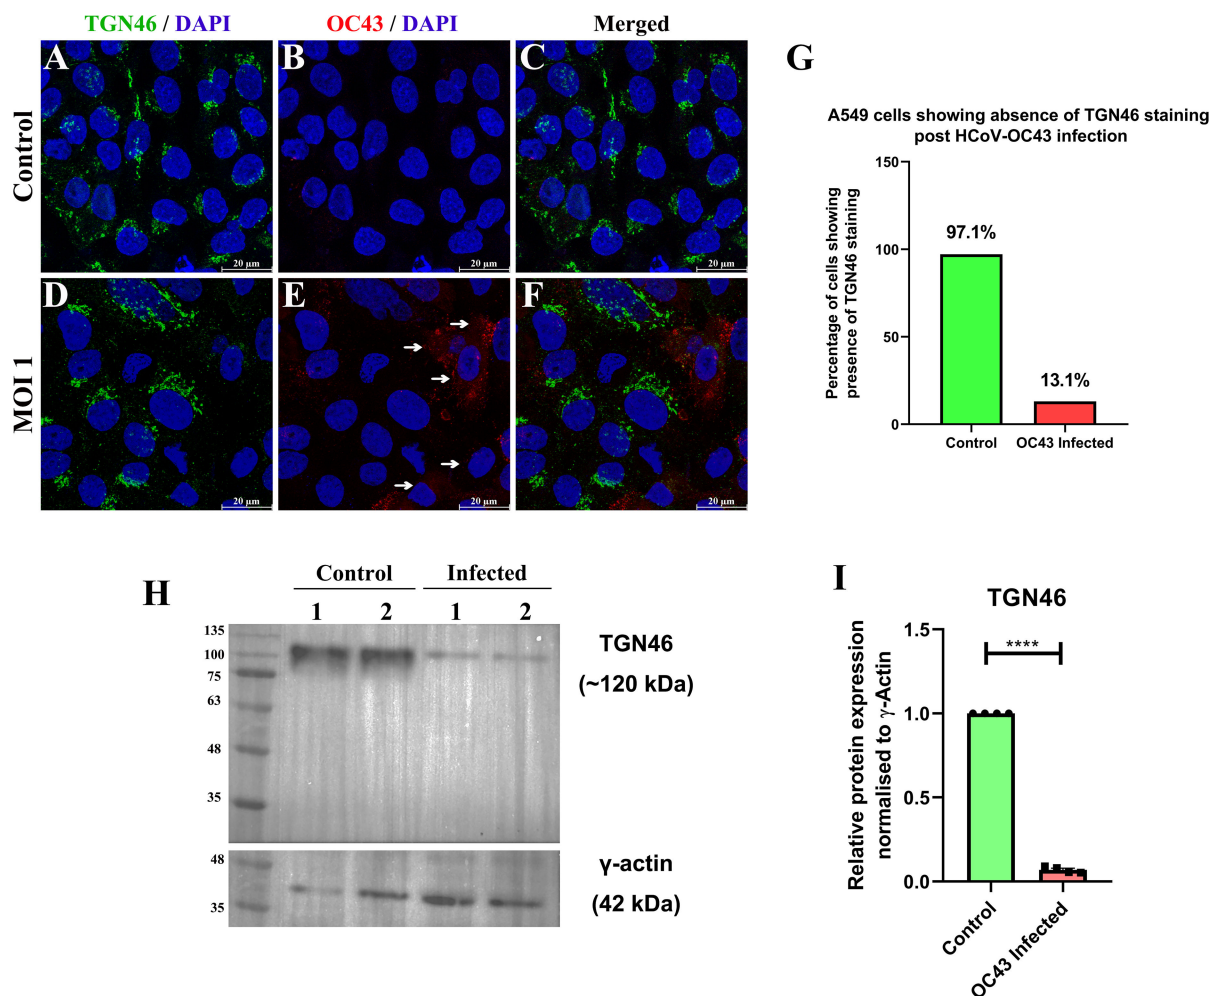 TGN46 / DAPI
OC43 / DAPI
Merged
Control
A
B
C
20 µm
20 µm
20 µm
MOI 1
D
E
F
20 µm
20 µm
20 µm
G
A549 cells showing absence of TGN46 staining
post HCoV-OC43 infection
Percentage of cells showing
presence of TGN46 staining
150
100
50
0
97.1%
13.1%
Control
OC43 Infected
H
Control
Infected
1
2
1
2
135
100
75
63
48
35
TGN46
(~120 kDa)
48
35
γ-actin
(42 kDa)
I
TGN46
Relative protein expression
normalised to γ-Actin
1.5
1.0
0.5
0.0
****
Control
OC43 Infected